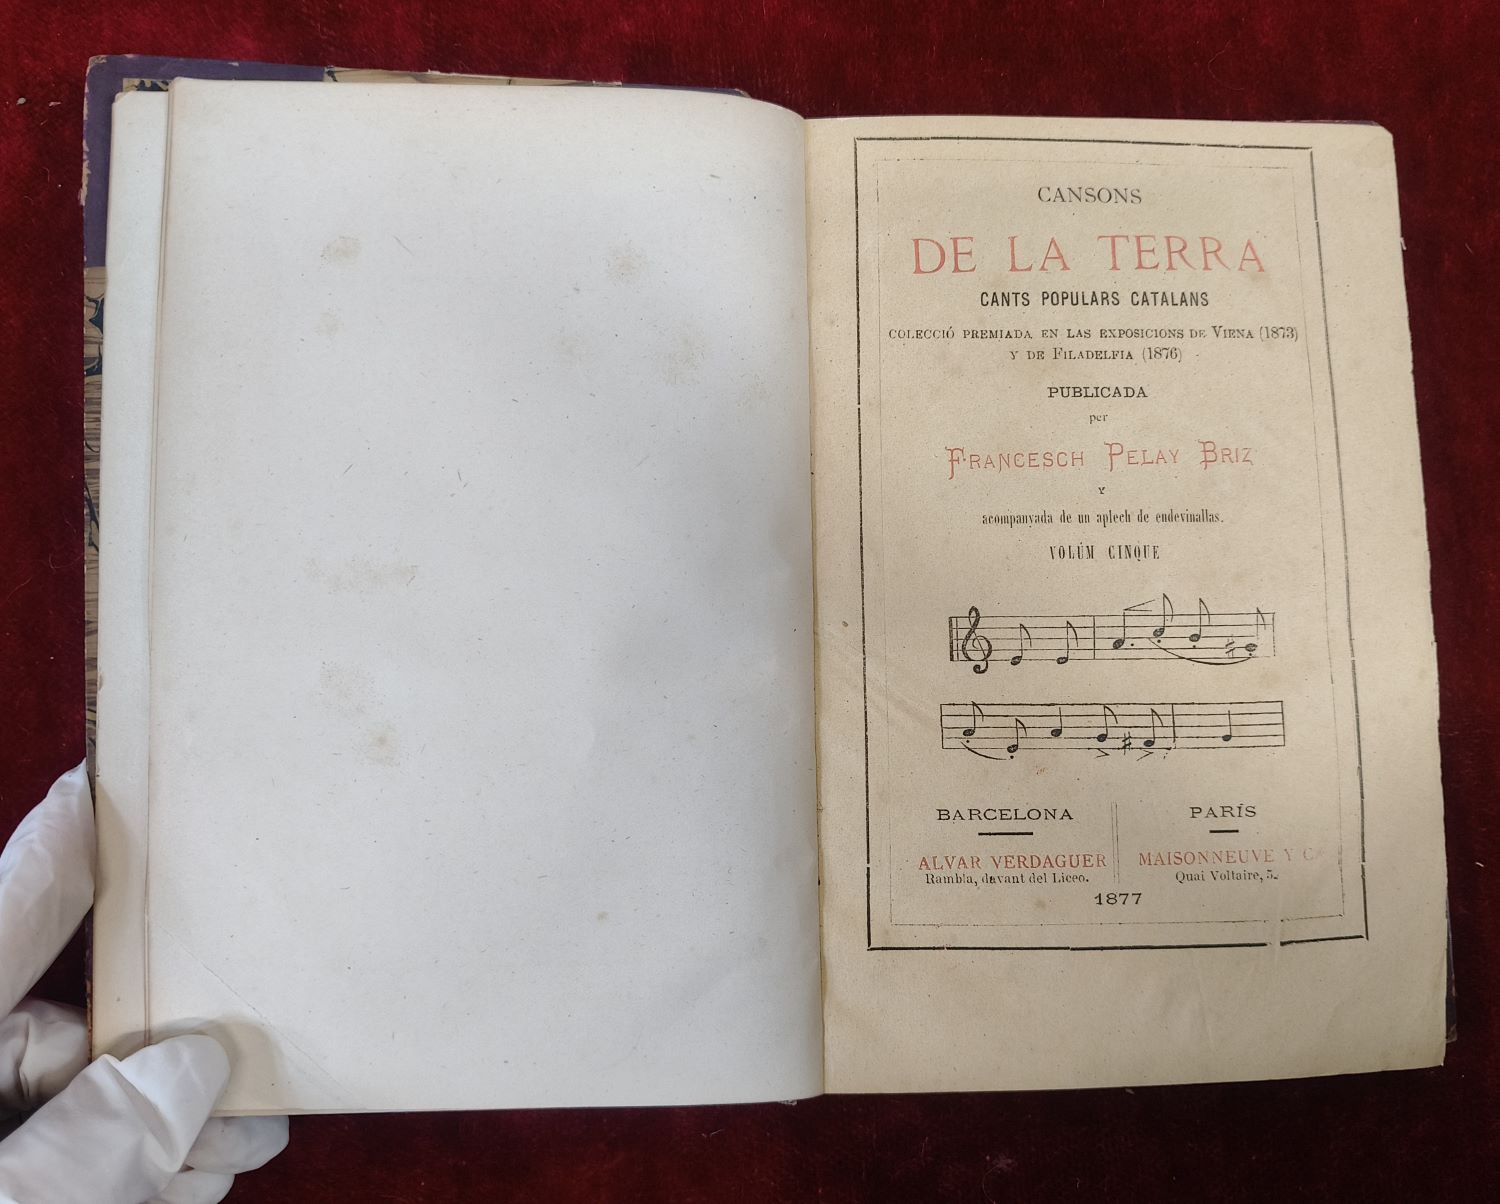 CANSONS
DE LA TERRA
CANTS POPULARS CATALANS
COLECCIÓ PREMIADA EN LAS EXPOSICIONS DE VIENA (1873)
Y DE FILADELFIA (1876)
PUBLICADA
per
FRANCESCH PELAY BRIZ
Y
acompanyada de un aplech de endevinallas.
VOLÚM CINQUE
BARCELONA
ALVAR VERDAGUER
Rambla, davant del Liceo.
PARÍS
MAISONNEUVE Y C
Quai Voltaire, 5.
1877